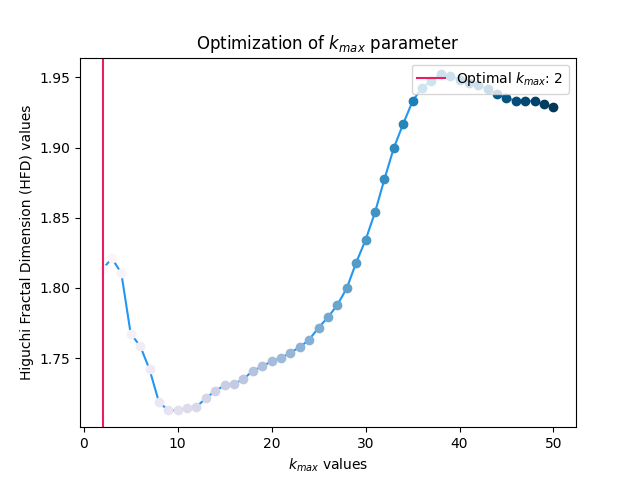 Optimization of $k_{max}$ parameter
Optimal $k_{max}$: 2
Higuchi Fractal Dimension (HFD) values
1.95
1.90
1.85
1.80
1.75
0 10 20 30 40 50
$k_{max}$ values